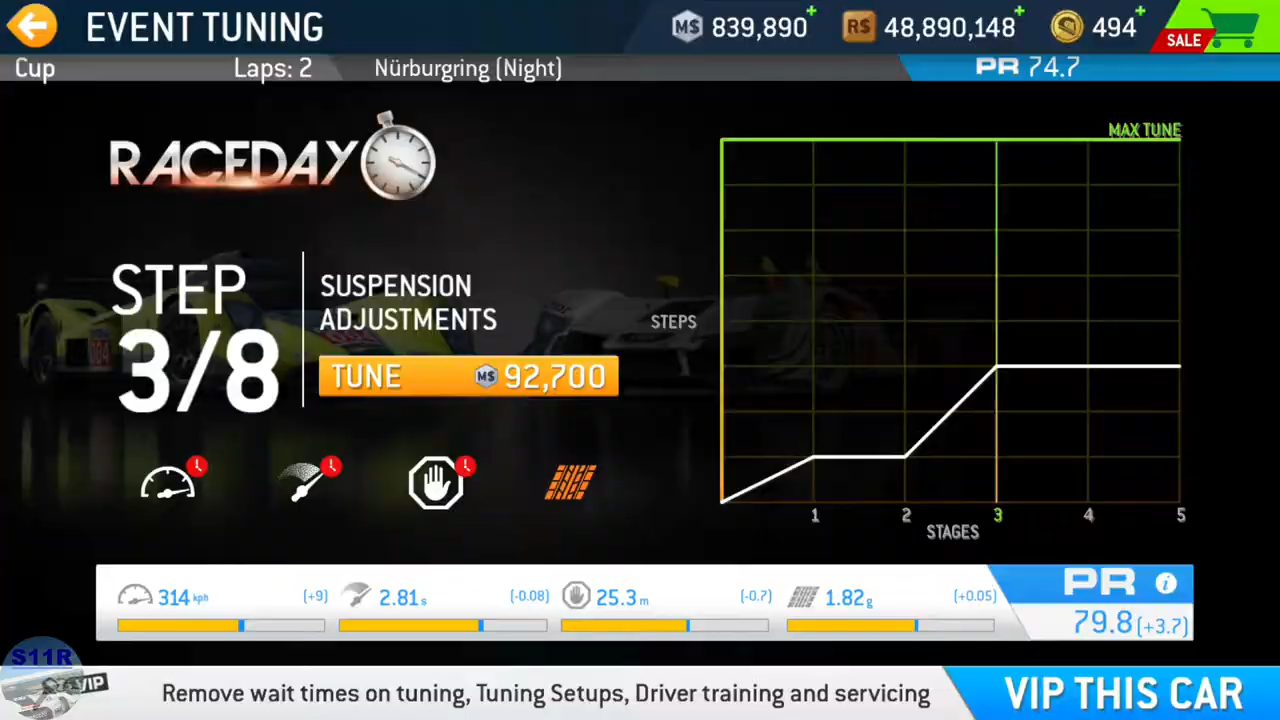 EVENT TUNING
M$ 839,890+
R$ 48,890,148+
494+
SALE
Cup
Laps: 2
Nürburgring (Night)
PR 74.7
RACEDAY
STEP
3/8
SUSPENSION
ADJUSTMENTS
TUNE M$ 92,700
MAX TUNE
STEPS
1 2 3 4 5
STAGES
314 kph (+9)
2.81 s (-0.08)
25.3 m (-0.7)
1.82 g (+0.05)
PR i
79.8 (+3.7)
S11R
VIP
Remove wait times on tuning, Tuning Setups, Driver training and servicing
VIP THIS CAR